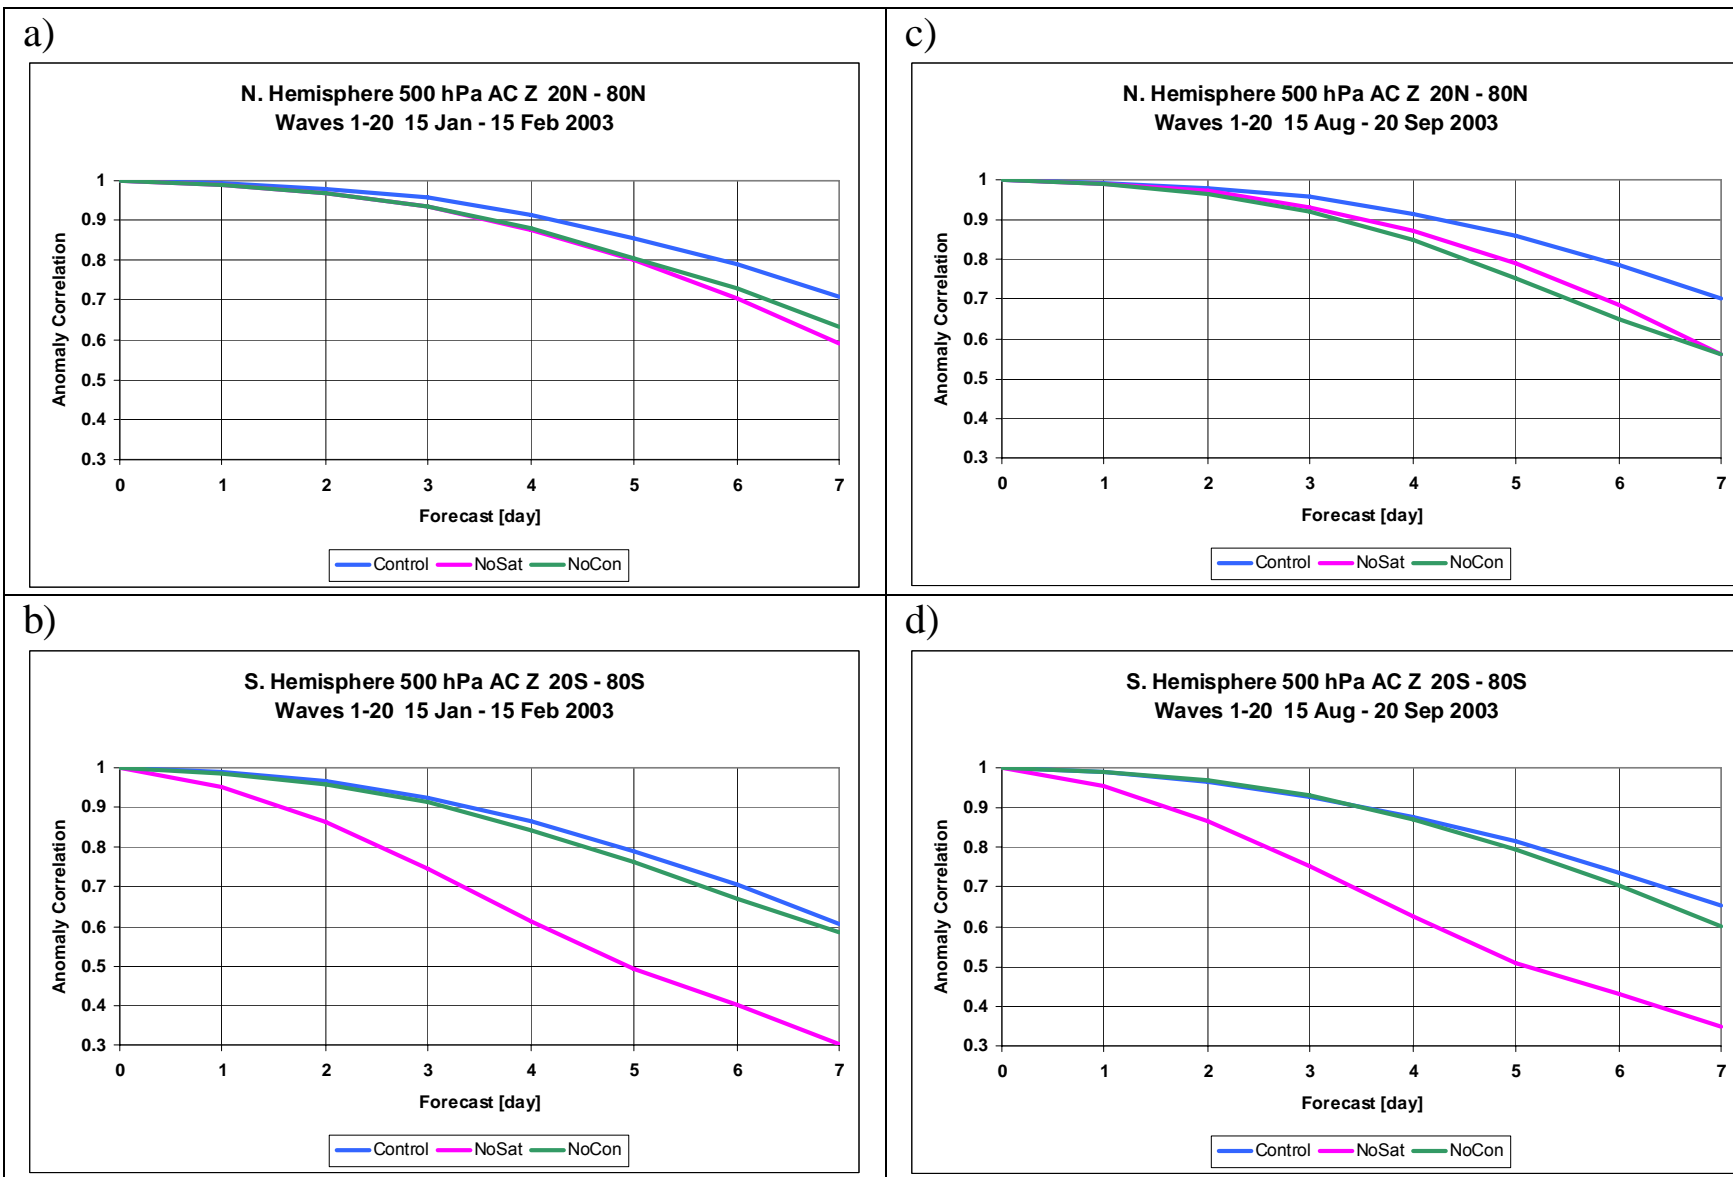 a)
N. Hemisphere 500 hPa AC Z 20N - 80N
Waves 1-20 15 Jan - 15 Feb 2003
Anomaly Correlation
1
0.9
0.8
0.7
0.6
0.5
0.4
0.3
0 1 2 3 4 5 6 7
Forecast [day]
Control NoSat NoCon
b)
S. Hemisphere 500 hPa AC Z 20S - 80S
Waves 1-20 15 Jan - 15 Feb 2003
Anomaly Correlation
1
0.9
0.8
0.7
0.6
0.5
0.4
0.3
0 1 2 3 4 5 6 7
Forecast [day]
Control NoSat NoCon
c)
N. Hemisphere 500 hPa AC Z 20N - 80N
Waves 1-20 15 Aug - 20 Sep 2003
Anomaly Correlation
1
0.9
0.8
0.7
0.6
0.5
0.4
0.3
0 1 2 3 4 5 6 7
Forecast [day]
Control NoSat NoCon
d)
S. Hemisphere 500 hPa AC Z 20S - 80S
Waves 1-20 15 Aug - 20 Sep 2003
Anomaly Correlation
1
0.9
0.8
0.7
0.6
0.5
0.4
0.3
0 1 2 3 4 5 6 7
Forecast [day]
Control NoSat NoCon